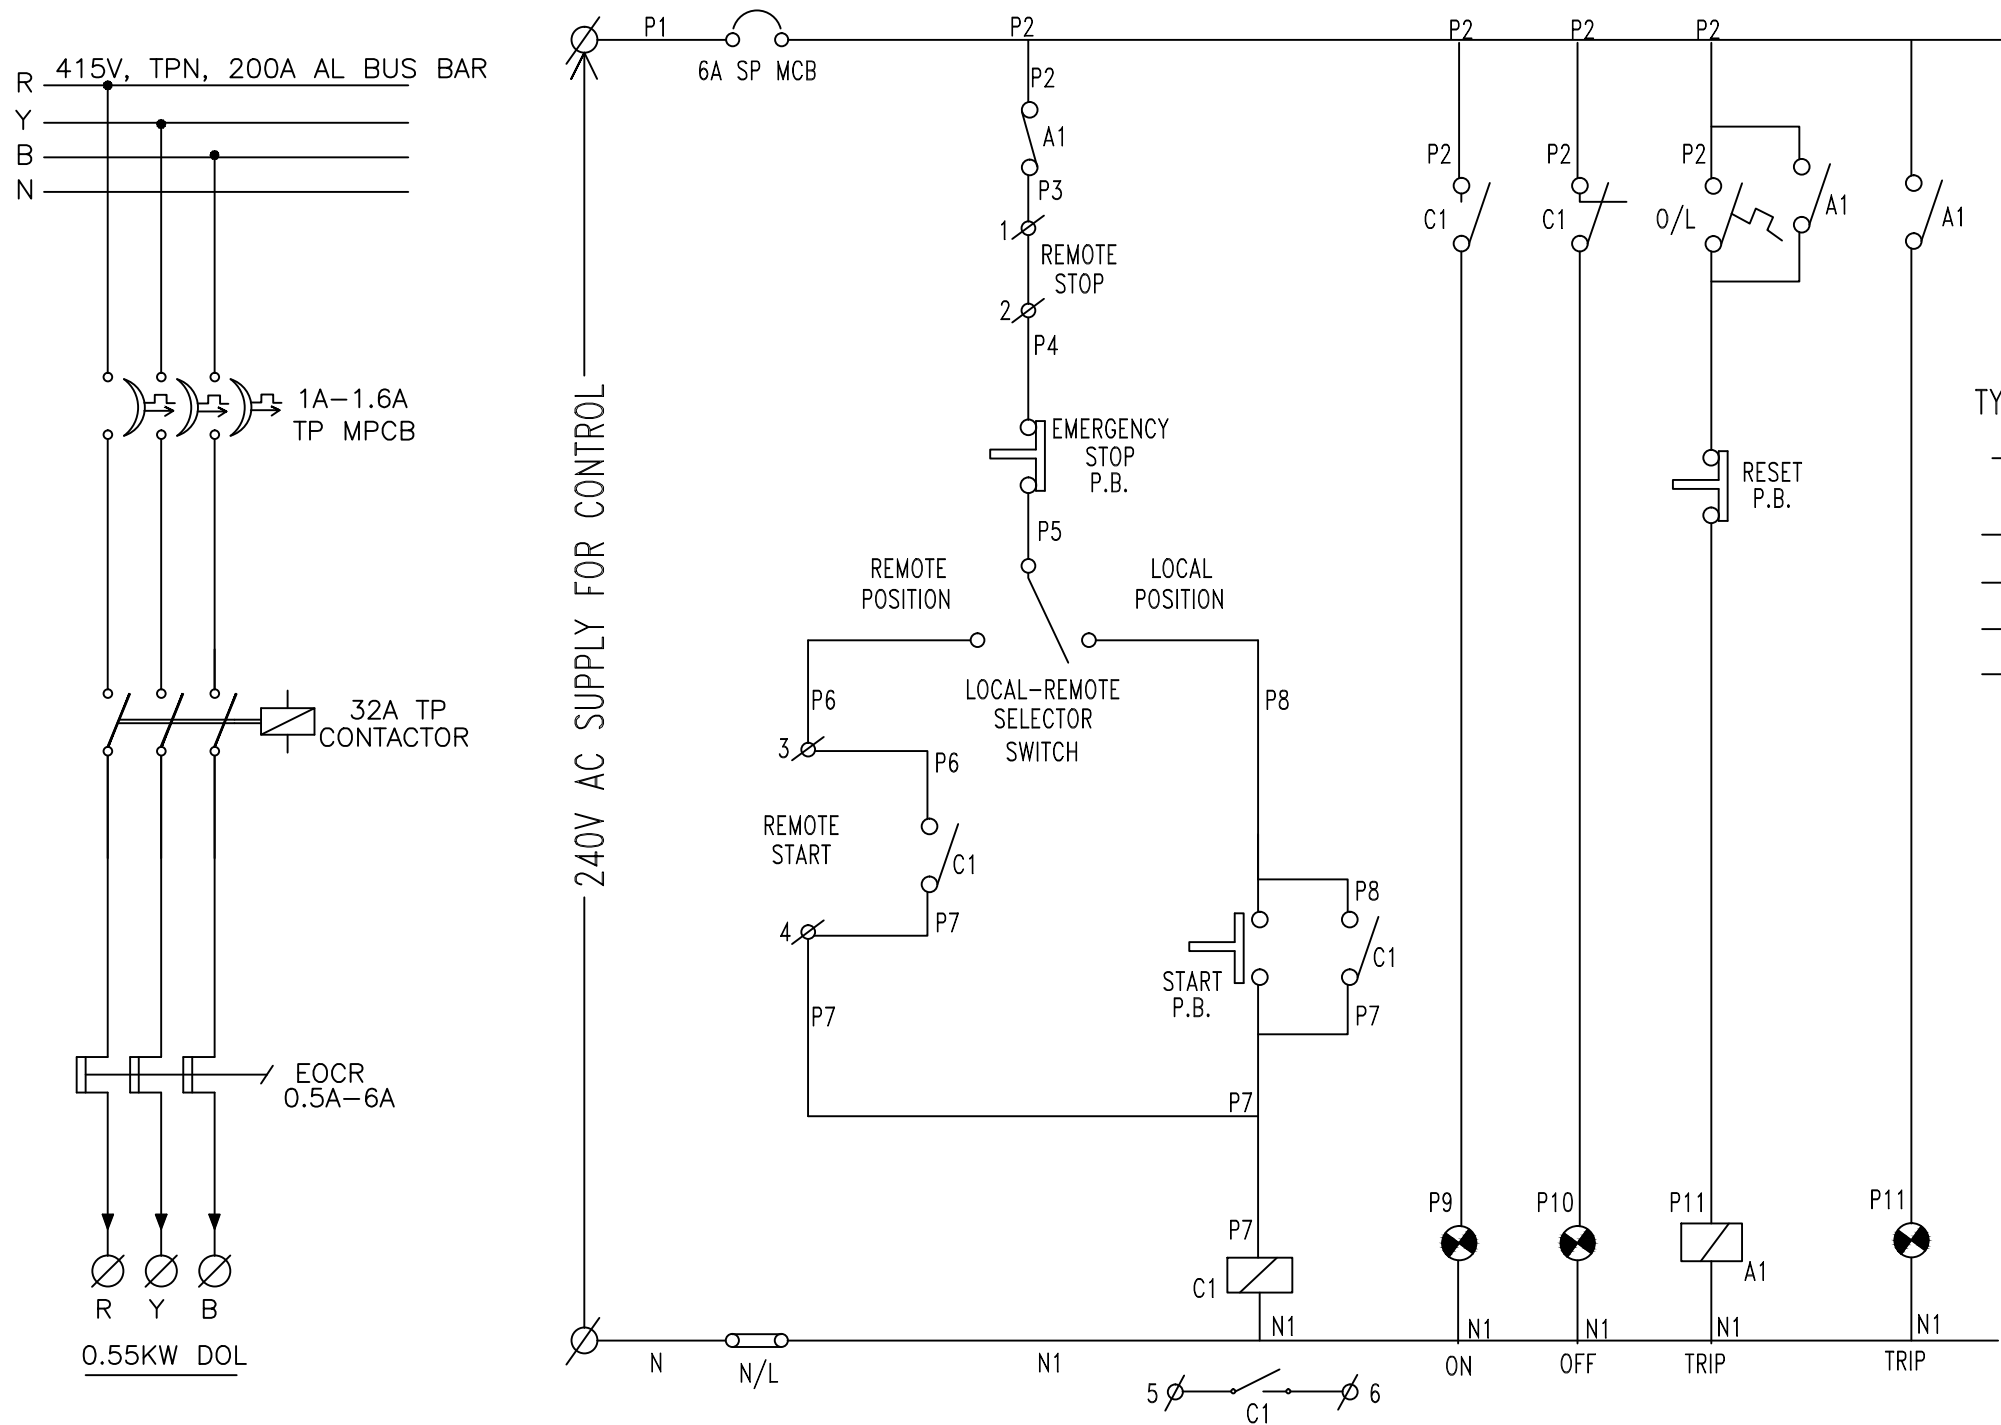 415V, TPN, 200A AL BUS BAR
R
Y
B
N
1A-1.6A
TP MPCB
32A TP
CONTACTOR
EOCR
0.5A-6A
R Y B
0.55KW DOL
240V AC SUPPLY FOR CONTROL
P1
6A SP MCB
P2
P2
A1
P3
1
REMOTE
STOP
2
P4
EMERGENCY
STOP
P.B.
P5
REMOTE
POSITION
LOCAL
POSITION
LOCAL-REMOTE
SELECTOR
SWITCH
P6
3
P6
REMOTE
START
C1
4
P7
P7
P8
P8
START
P.B.
C1
P7
P7
P7
C1
N1
N
N/L
N1
5
C1
6
P2
P2
C1
P9
N1
ON
P2
P2
C1
P10
N1
OFF
P2
P2
O/L
A1
RESET
P.B.
P11
A1
N1
TRIP
A1
P11
N1
TRIP
TY